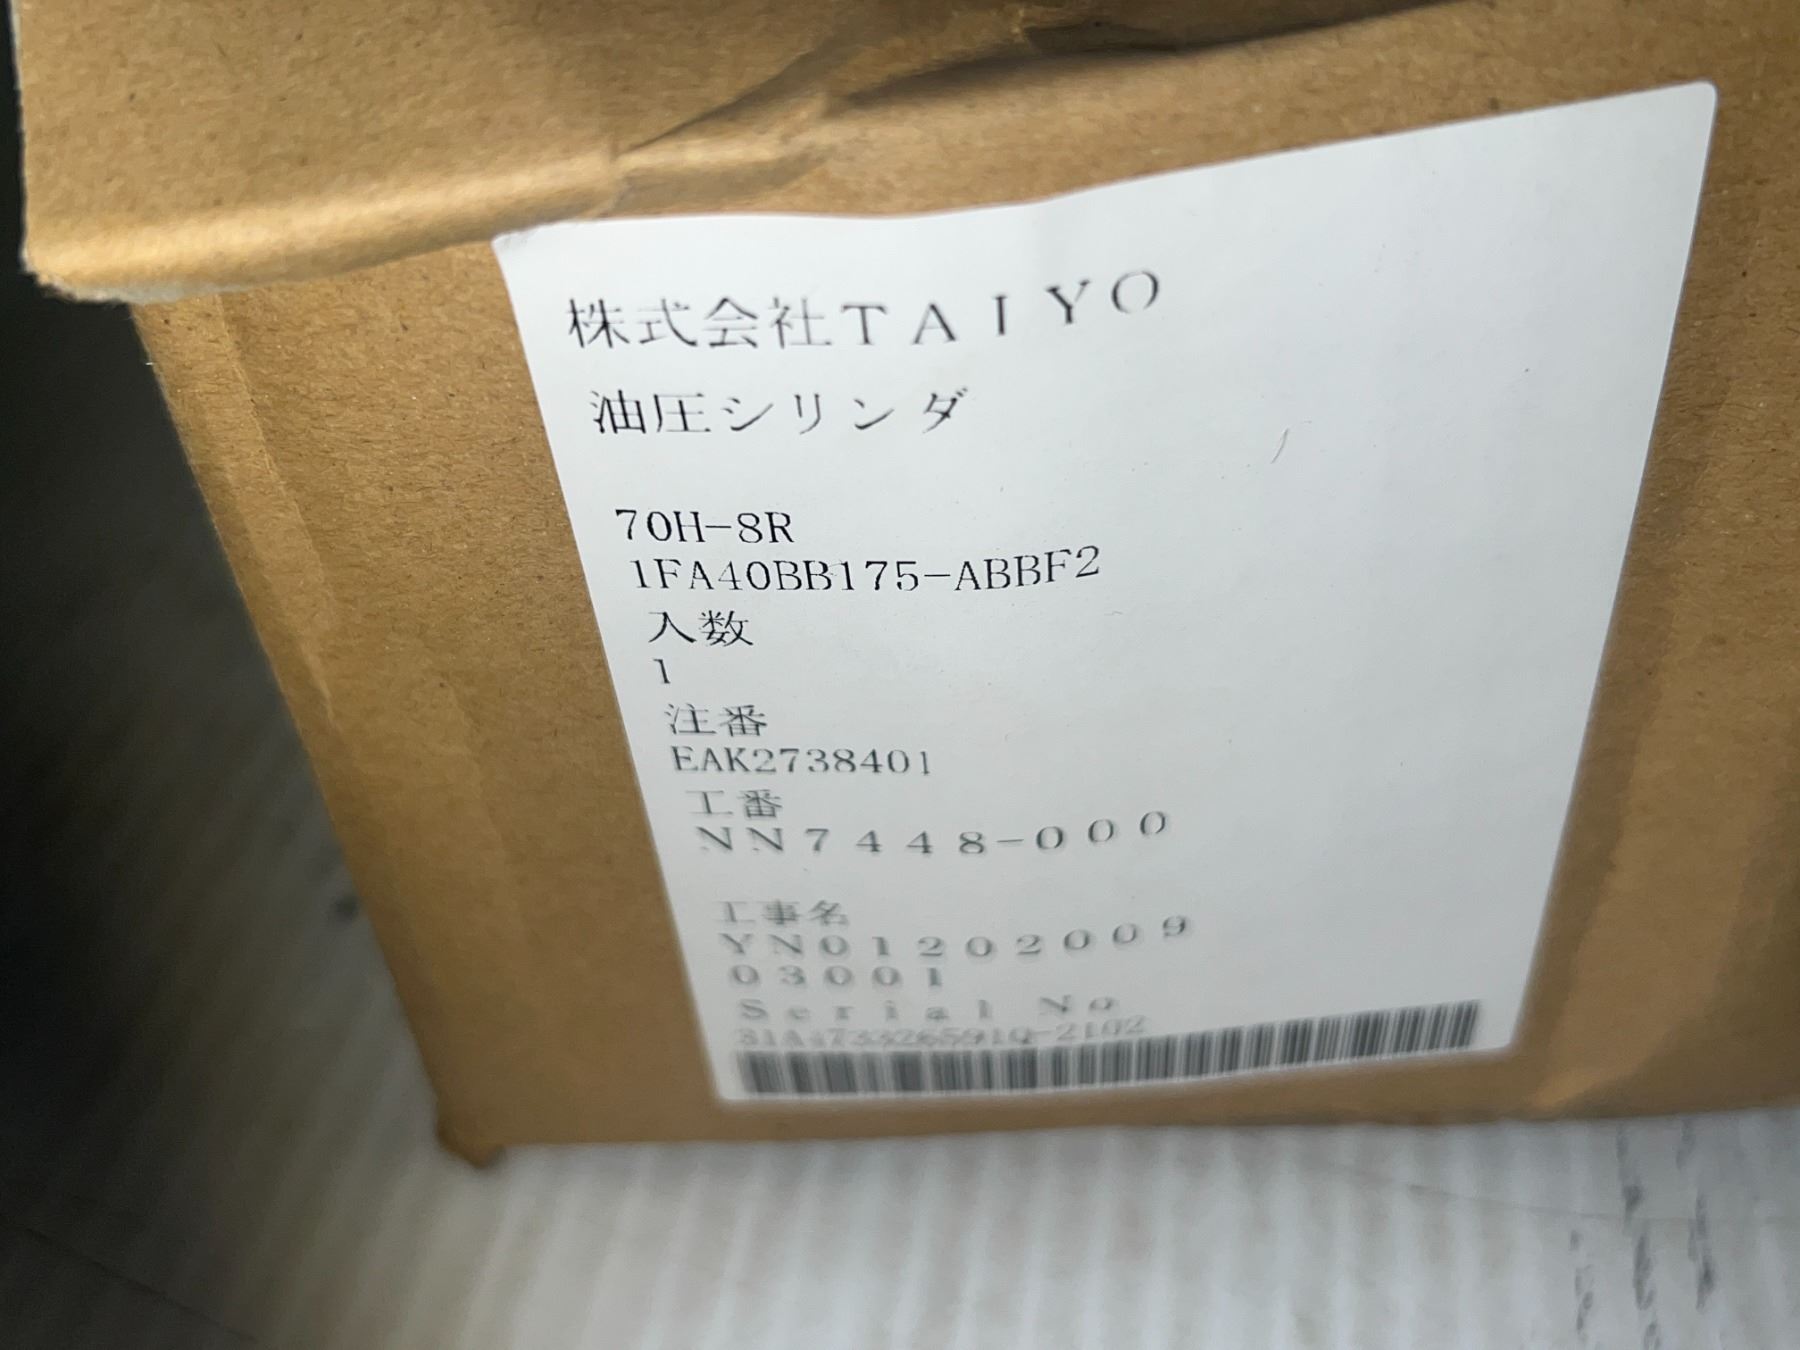 株式会社TAIYO
油圧シリンダ
70H-8R
1FA40BB175-ABBF2
入数
1
注番
EAK2738401
工番
NN7448-000
工事名
YN01202009
03001
Serial No